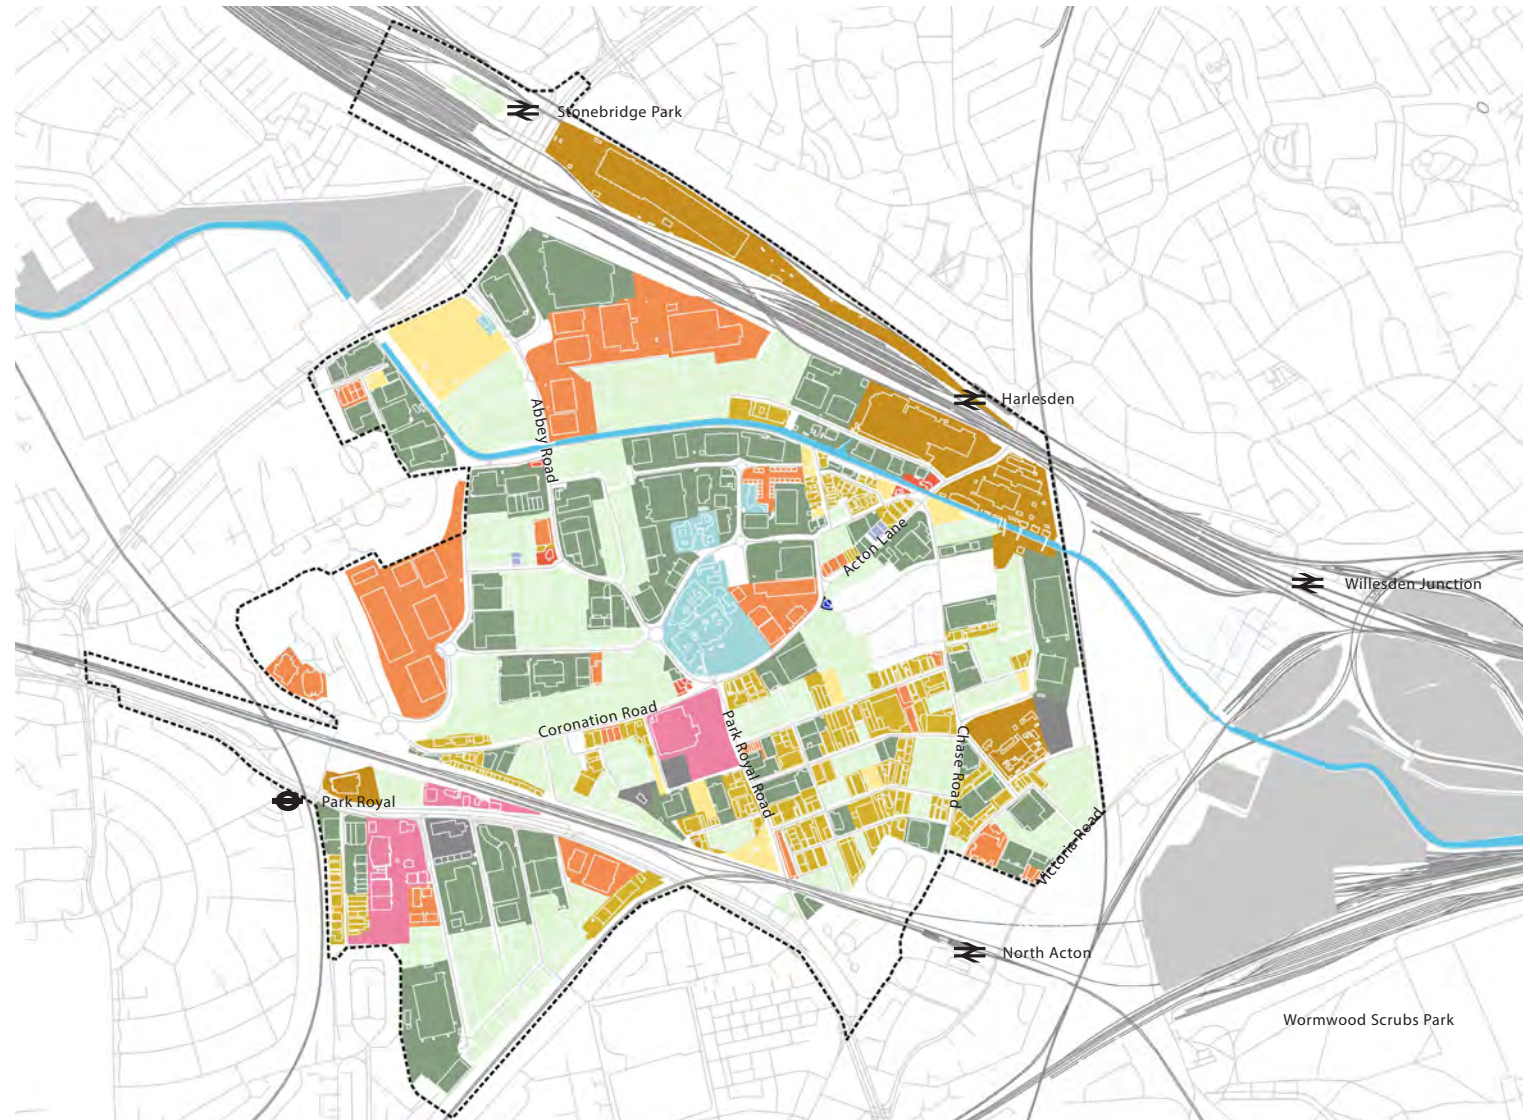 Stonebridge Park
Harlesden
Abbey Road
Acton Lane
Willesden Junction
Coronation Road
Park Royal Road
Chase Road
Park Royal
Victoria Road
North Acton
Wormwood Scrubs Park